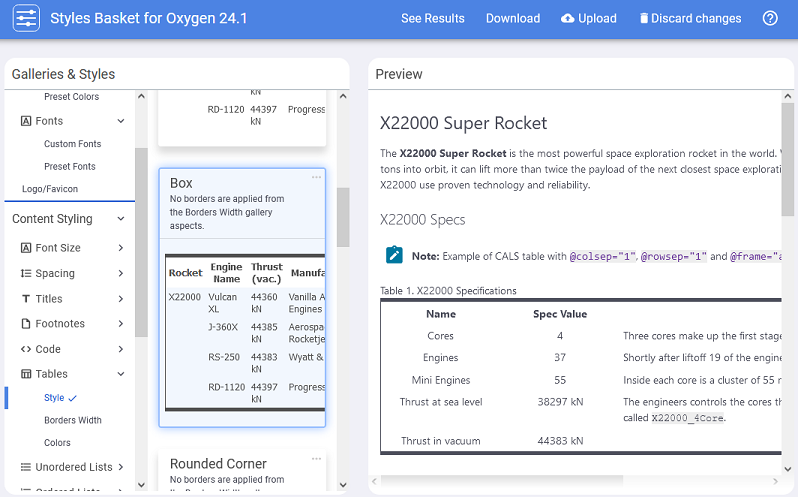 Styles Basket for Oxygen 24.1
See Results
Download
Upload
Discard changes
Galleries & Styles
Preset Colors
Fonts
Custom Fonts
Preset Fonts
Logo/Favicon
Content Styling
Font Size
Spacing
Titles
Footnotes
Code
Tables
Style
Borders Width
Colors
Unordered Lists
kN
RD-1120 44397 Progress
kN
Box
No borders are applied from
the Borders Width gallery
aspects.
Rocket Engine Name Thrust (vac.) Manufa
X22000 Vulcan XL 44360 kN Vanilla A Engines
J-360X 44385 kN Aerospa Rocketje
RS-250 44383 kN Wyatt &
RD-1120 44397 kN Progress
Rounded Corner
No borders are applied from
Preview
X22000 Super Rocket
The X22000 Super Rocket is the most powerful space exploration rocket in the world.
tons into orbit, it can lift more than twice the payload of the next closest space explorati
X22000 use proven technology and reliability.
X22000 Specs
Note: Example of CALS table with @colsep="1", @rowsep="1" and @frame="a
Table 1. X22000 Specifications
Name Spec Value
Cores 4 Three cores make up the first stage
Engines 37 Shortly after liftoff 19 of the engine
Mini Engines 55 Inside each core is a cluster of 55 r
Thrust at sea level 38297 kN The engineers controls the cores th
called X22000_4Core.
Thrust in vacuum 44383 kN